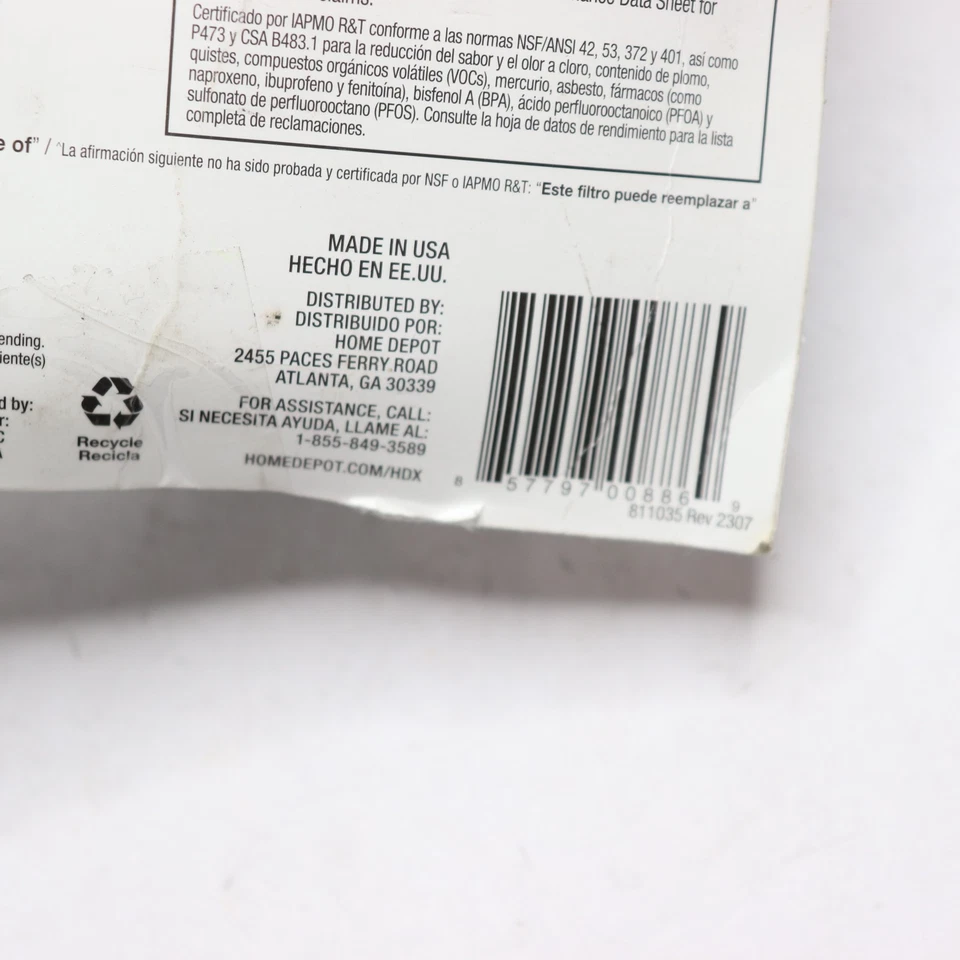 Data Sheet for
Certificado por IAPMO R&T conforme a las normas NSF/ANSI 42, 53, 372 y 401, así como
P473 y CSA B483.1 para la reducción del sabor y el olor a cloro, contenido de plomo,
quistes, compuestos orgánicos volátiles (VOCs), mercurio, asbesto, fármacos (como
naproxeno, ibuprofeno y fenitoína), bisfenol A (BPA), ácido perfluorooctanoico (PFOA) y
sulfonato de perfluorooctano (PFOS). Consulte la hoja de datos de rendimiento para la lista
completa de reclamaciones.
e of” / ^La afirmación siguiente no ha sido probada y certificada por NSF o IAPMO R&T: “Este filtro puede reemplazar a”
MADE IN USA
HECHO EN EE.UU.
DISTRIBUTED BY:
DISTRIBUIDO POR:
HOME DEPOT
2455 PACES FERRY ROAD
ATLANTA, GA 30339
FOR ASSISTANCE, CALL:
SI NECESITA AYUDA, LLAME AL:
1-855-849-3589
HOMEDEPOT.COM/HDX
ending.
iente(s)
d by:
r:
Recycle
Recicla
8 57797 00886 9
811035 Rev 2307